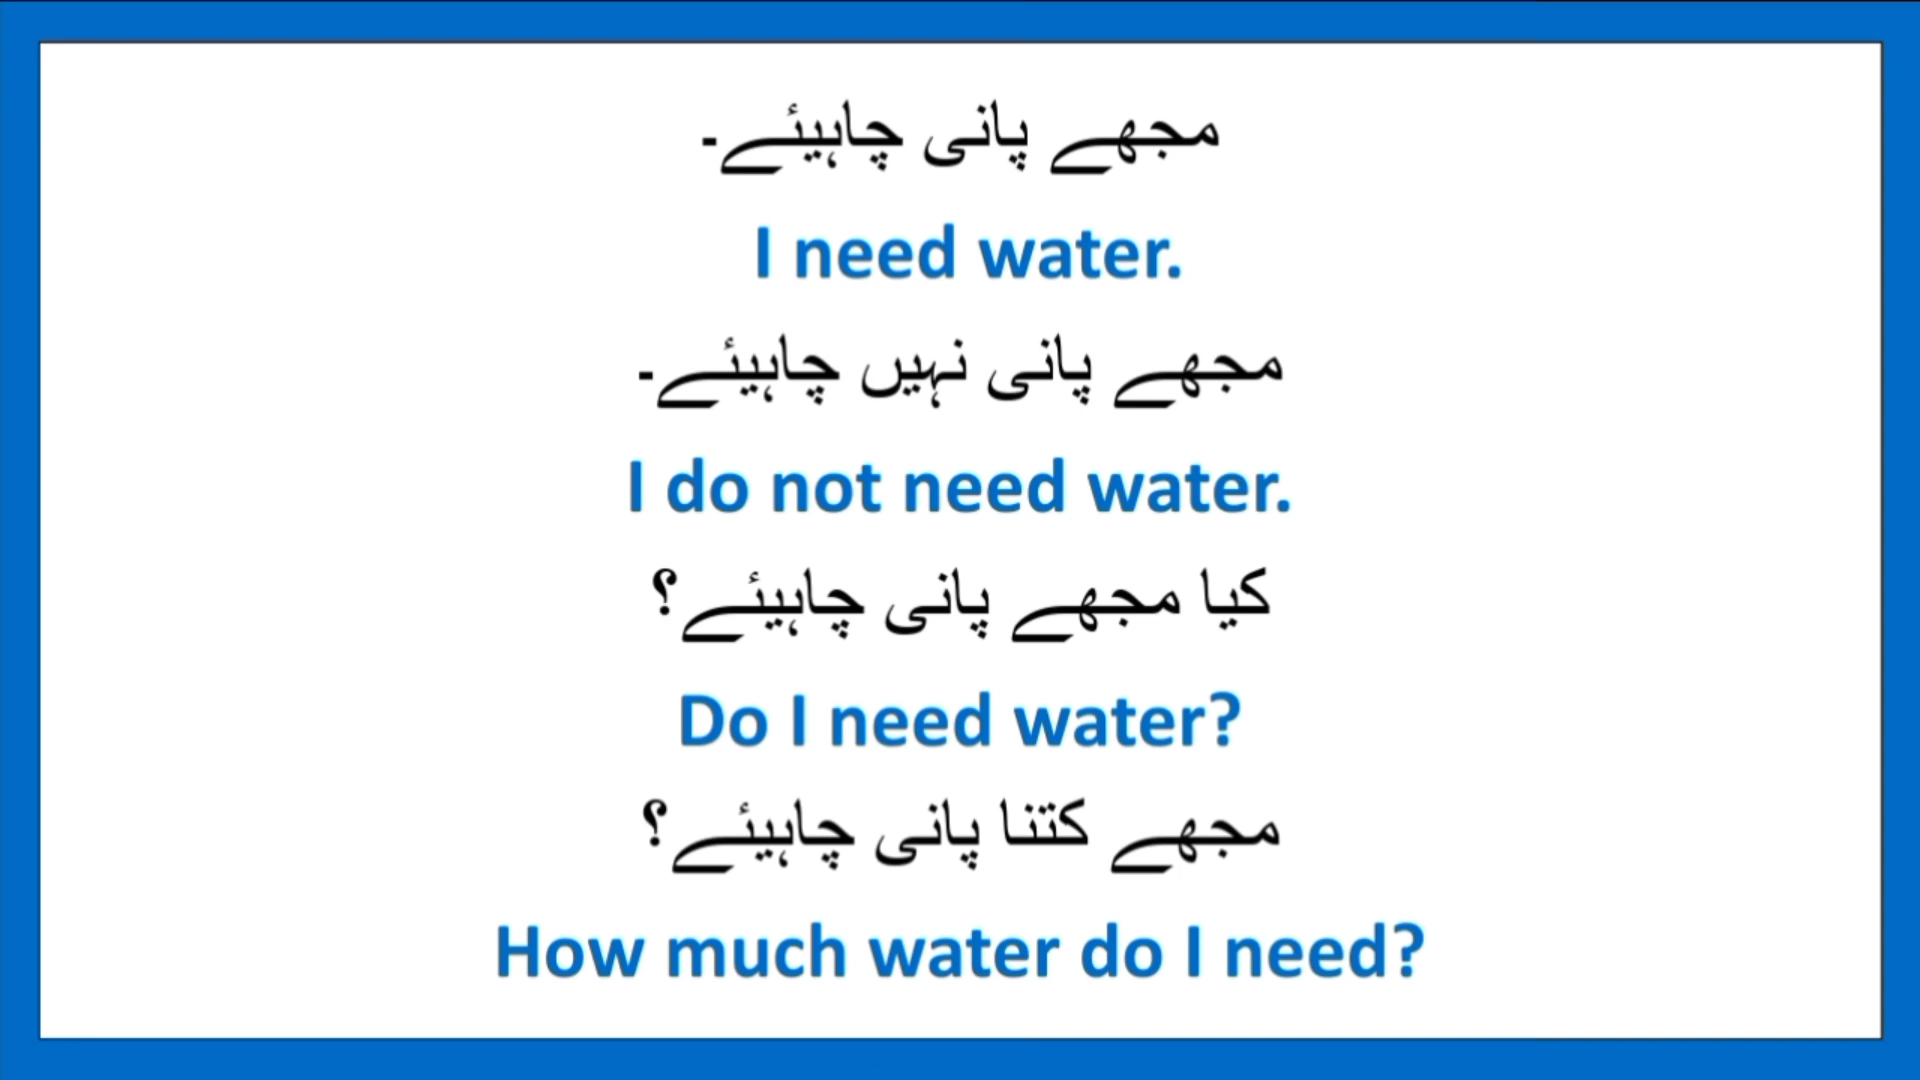 مجھے پانی چاہیئے۔
I need water.
مجھے پانی نہیں چاہیئے۔
I do not need water.
کیا مجھے پانی چاہیئے؟
Do I need water?
مجھے کتنا پانی چاہیئے؟
How much water do I need?